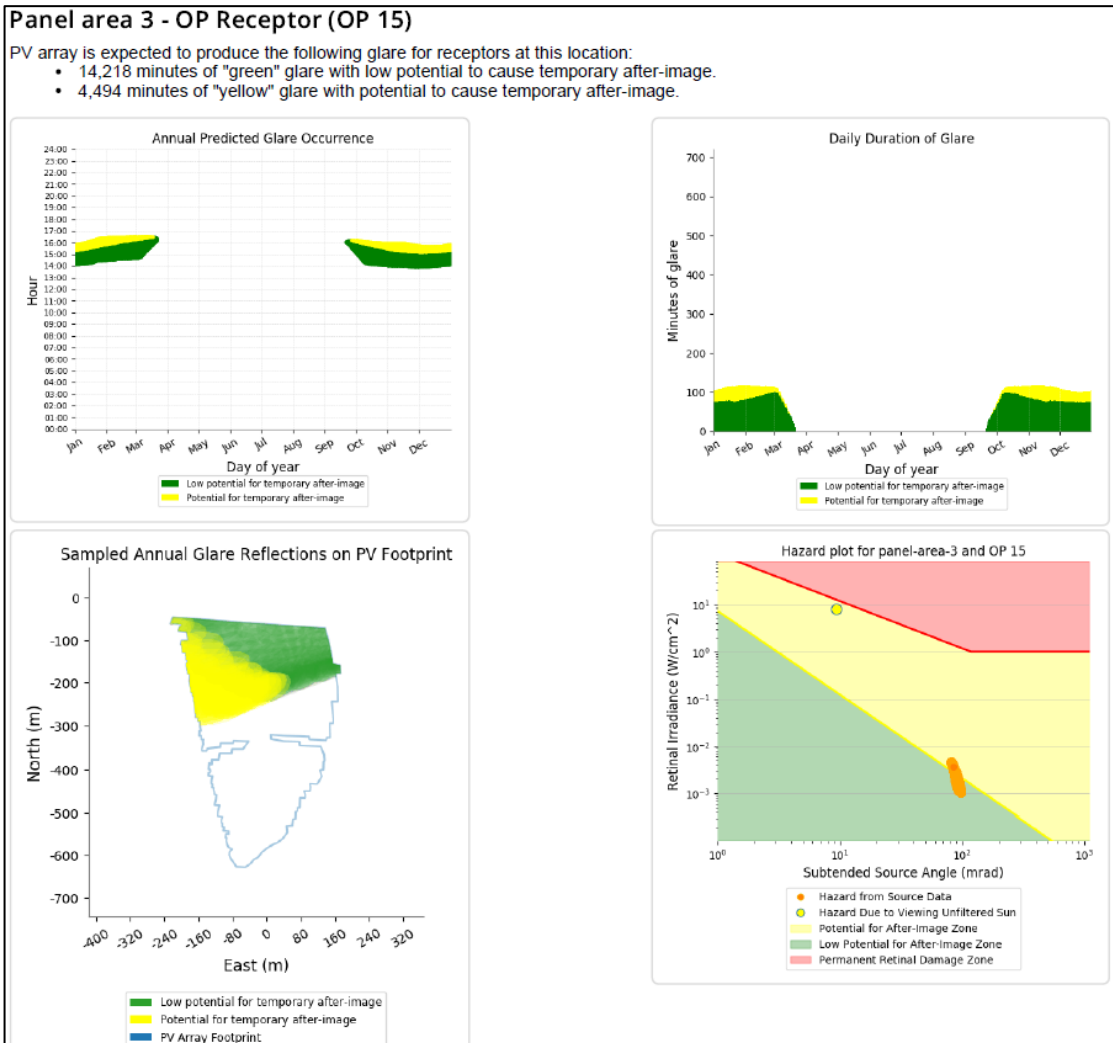 Panel area 3 - OP Receptor (OP 15)
PV array is expected to produce the following glare for receptors at this location:
• 14,218 minutes of "green" glare with low potential to cause temporary after-image.
• 4,494 minutes of "yellow" glare with potential to cause temporary after-image.
Annual Predicted Glare Occurrence
24:00
23:00
22:00
21:00
20:00
19:00
18:00
17:00
16:00
15:00
14:00
13:00
12:00
11:00
10:00
09:00
08:00
07:00
06:00
05:00
04:00
03:00
02:00
01:00
00:00
Hour
Jan Feb Mar Apr May Jun Jul Aug Sep Oct Nov Dec
Day of year
Low potential for temporary after-image
Potential for temporary after-image
Daily Duration of Glare
700
600
500
400
300
200
100
0
Minutes of glare
Jan Feb Mar Apr May Jun Jul Aug Sep Oct Nov Dec
Day of year
Low potential for temporary after-image
Potential for temporary after-image
Sampled Annual Glare Reflections on PV Footprint
0
-100
-200
-300
-400
-500
-600
-700
North (m)
-400 -320 -240 -160 -80 0 80 160 240 320
East (m)
Low potential for temporary after-image
Potential for temporary after-image
PV Array Footprint
Hazard plot for panel-area-3 and OP 15
10^1
10^0
10^-1
10^-2
10^-3
Retinal Irradiance (W/cm^2)
10^0 10^1 10^2 10^3
Subtended Source Angle (mrad)
Hazard from Source Data
Hazard Due to Viewing Unfiltered Sun
Potential for After-Image Zone
Low Potential for After-Image Zone
Permanent Retinal Damage Zone